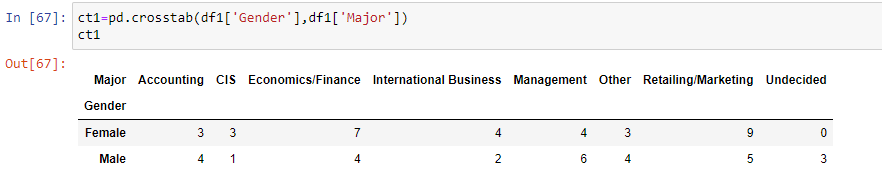 In [67]: ct1=pd.crosstab(df1['Gender'],df1['Major'])
ct1
Out[67]:
Major Accounting CIS Economics/Finance International Business Management Other Retailing/Marketing Undecided
Gender
Female 3 3 7 4 4 3 9 0
Male 4 1 4 2 6 4 5 3